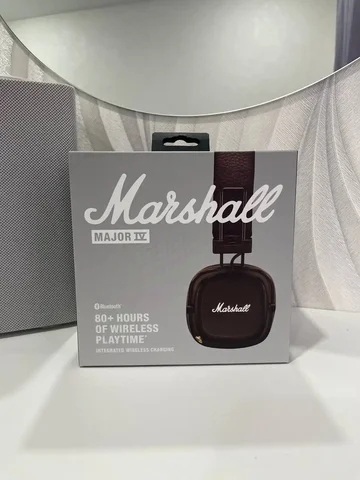 Marshall
MAJOR IV
Bluetooth
80+ HOURS
OF WIRELESS
PLAYTIME*
INTEGRATED WIRELESS CHARGING
Marshall